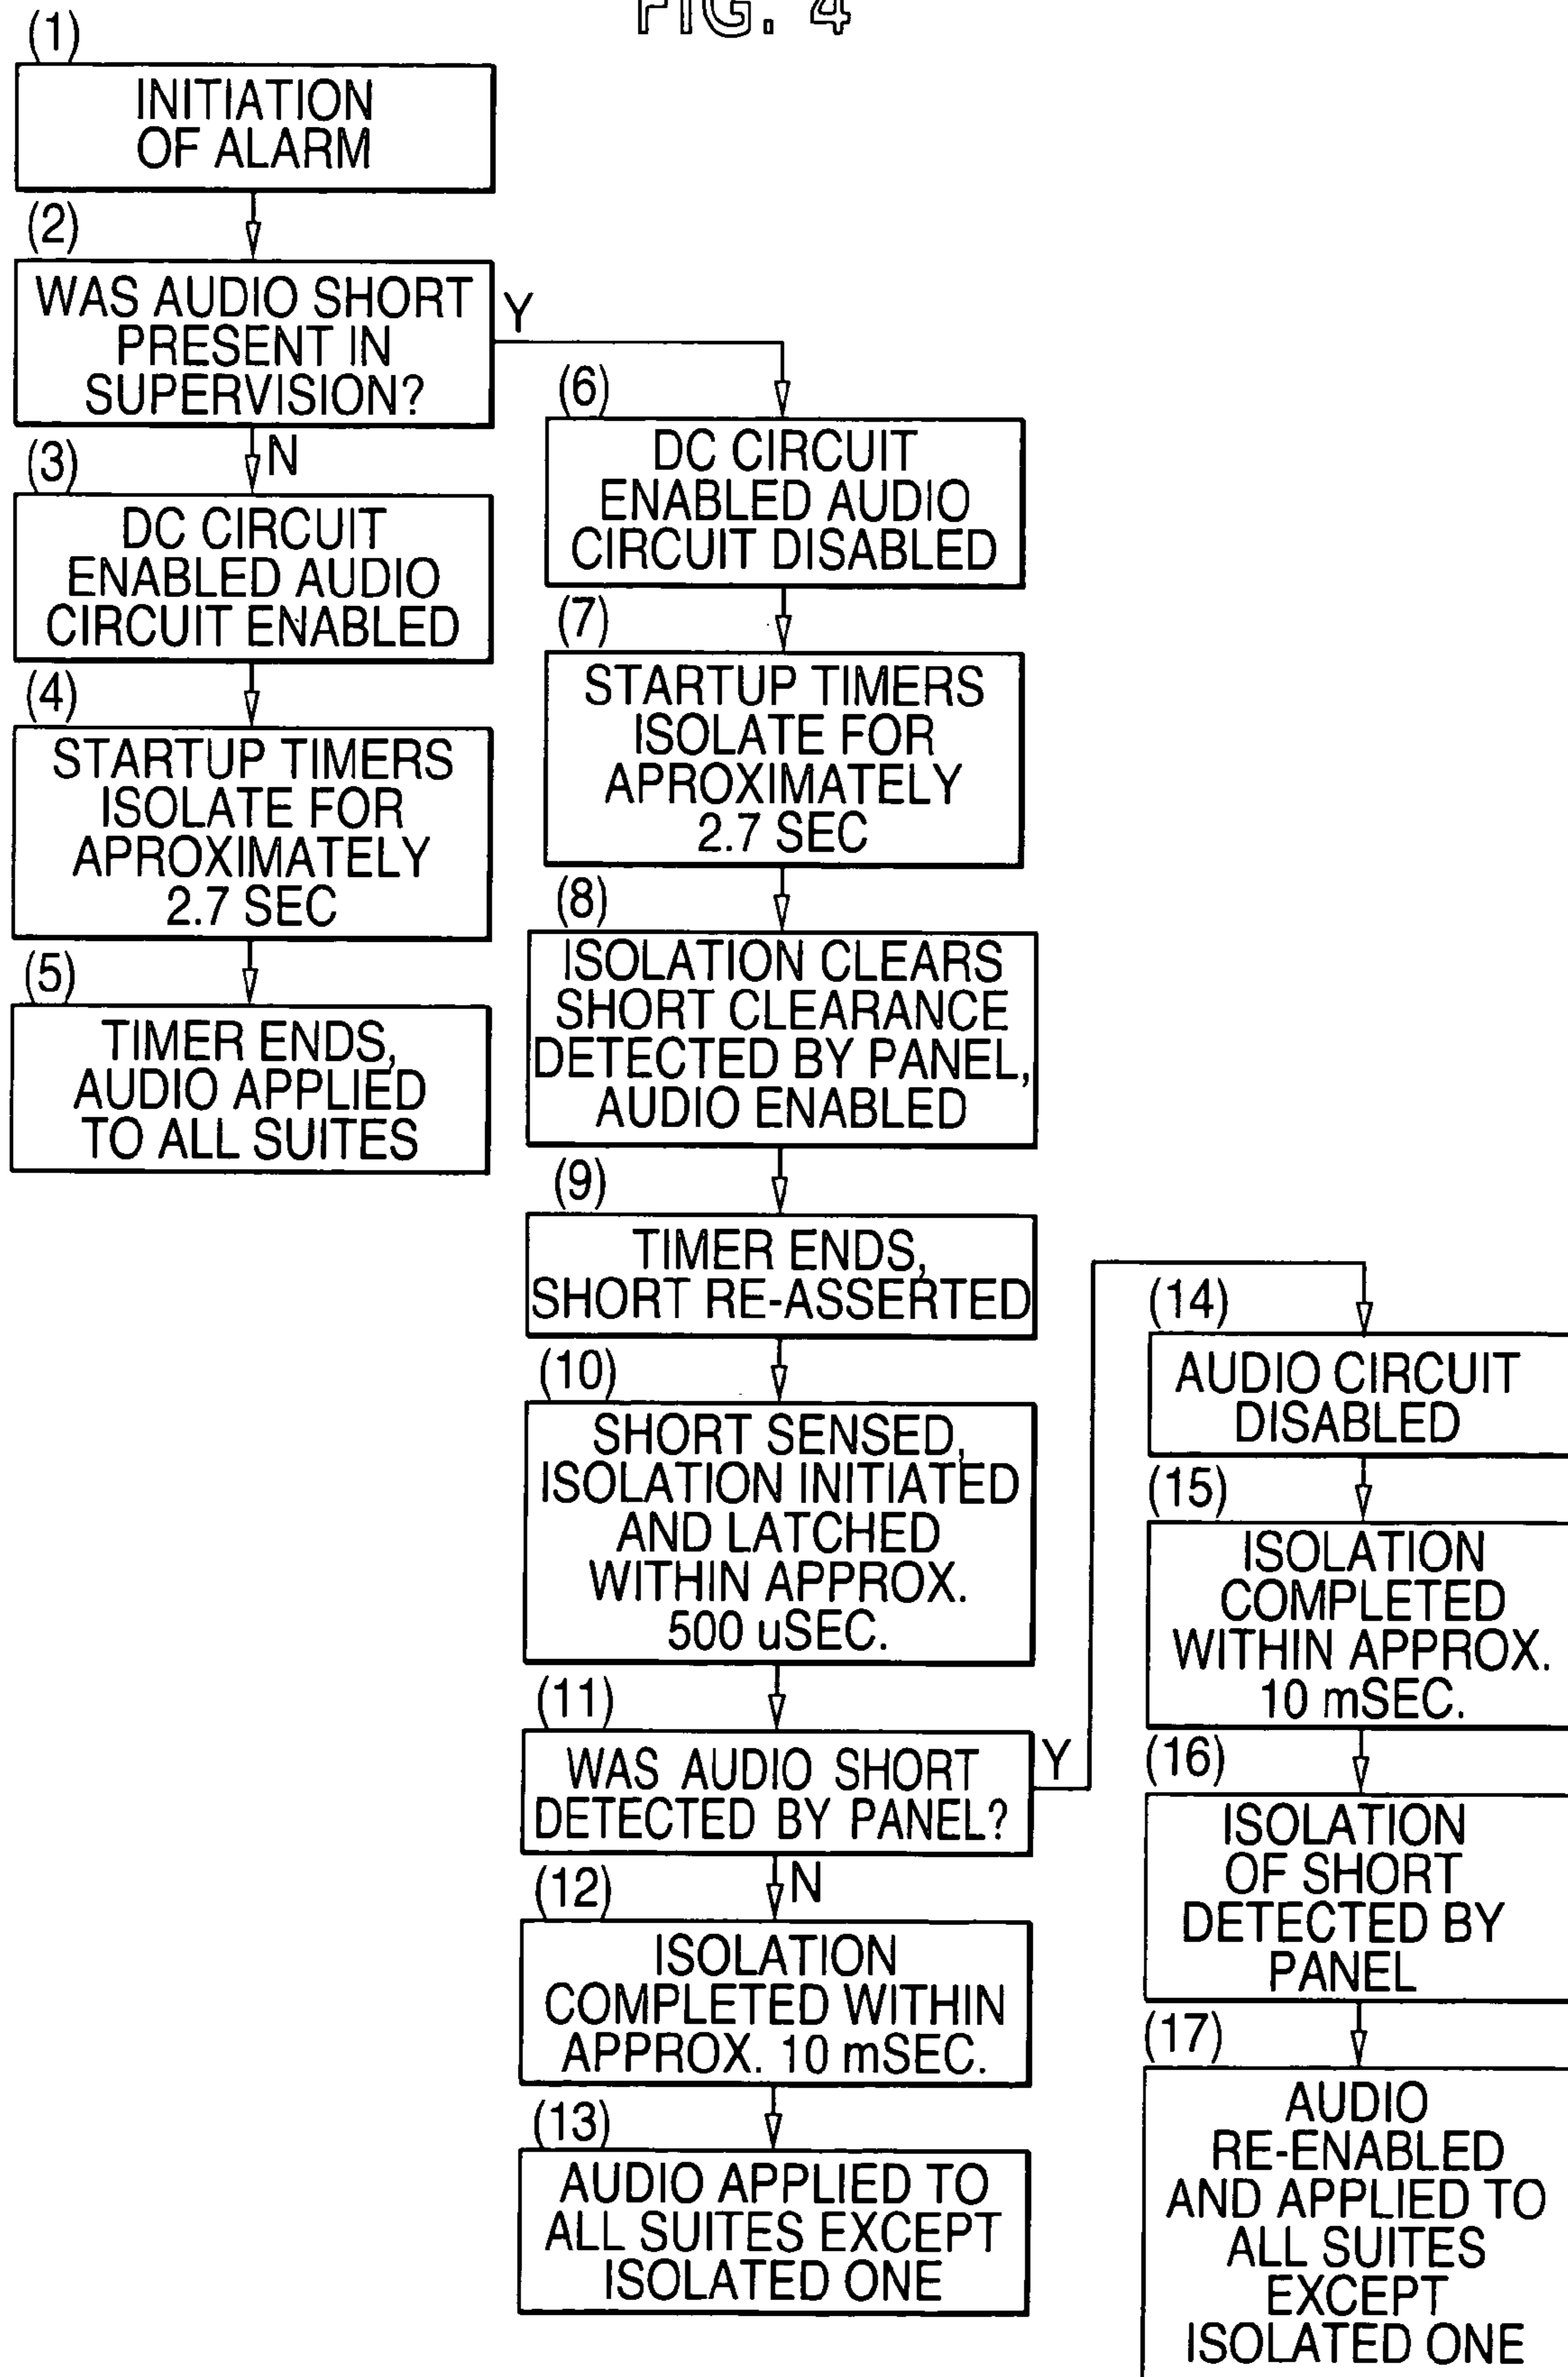 FIG. 4
(1)
INITIATION
OF ALARM
(2)
WAS AUDIO SHORT
PRESENT IN
SUPERVISION?
Y
N
(3)
DC CIRCUIT
ENABLED AUDIO
CIRCUIT ENABLED
(4)
STARTUP TIMERS
ISOLATE FOR
APROXIMATELY
2.7 SEC
(5)
TIMER ENDS,
AUDIO APPLIED
TO ALL SUITES
(6)
DC CIRCUIT
ENABLED AUDIO
CIRCUIT DISABLED
(7)
STARTUP TIMERS
ISOLATE FOR
APROXIMATELY
2.7 SEC
(8)
ISOLATION CLEARS
SHORT CLEARANCE
DETECTED BY PANEL,
AUDIO ENABLED
(9)
TIMER ENDS,
SHORT RE-ASSERTED
(10)
SHORT SENSED,
ISOLATION INITIATED
AND LATCHED
WITHIN APPROX.
500 uSEC.
(11)
WAS AUDIO SHORT
DETECTED BY PANEL?
Y
N
(12)
ISOLATION
COMPLETED WITHIN
APPROX. 10 mSEC.
(13)
AUDIO APPLIED TO
ALL SUITES EXCEPT
ISOLATED ONE
(14)
AUDIO CIRCUIT
DISABLED
(15)
ISOLATION
COMPLETED
WITHIN APPROX.
10 mSEC.
(16)
ISOLATION
OF SHORT
DETECTED BY
PANEL
(17)
AUDIO
RE-ENABLED
AND APPLIED TO
ALL SUITES
EXCEPT
ISOLATED ONE